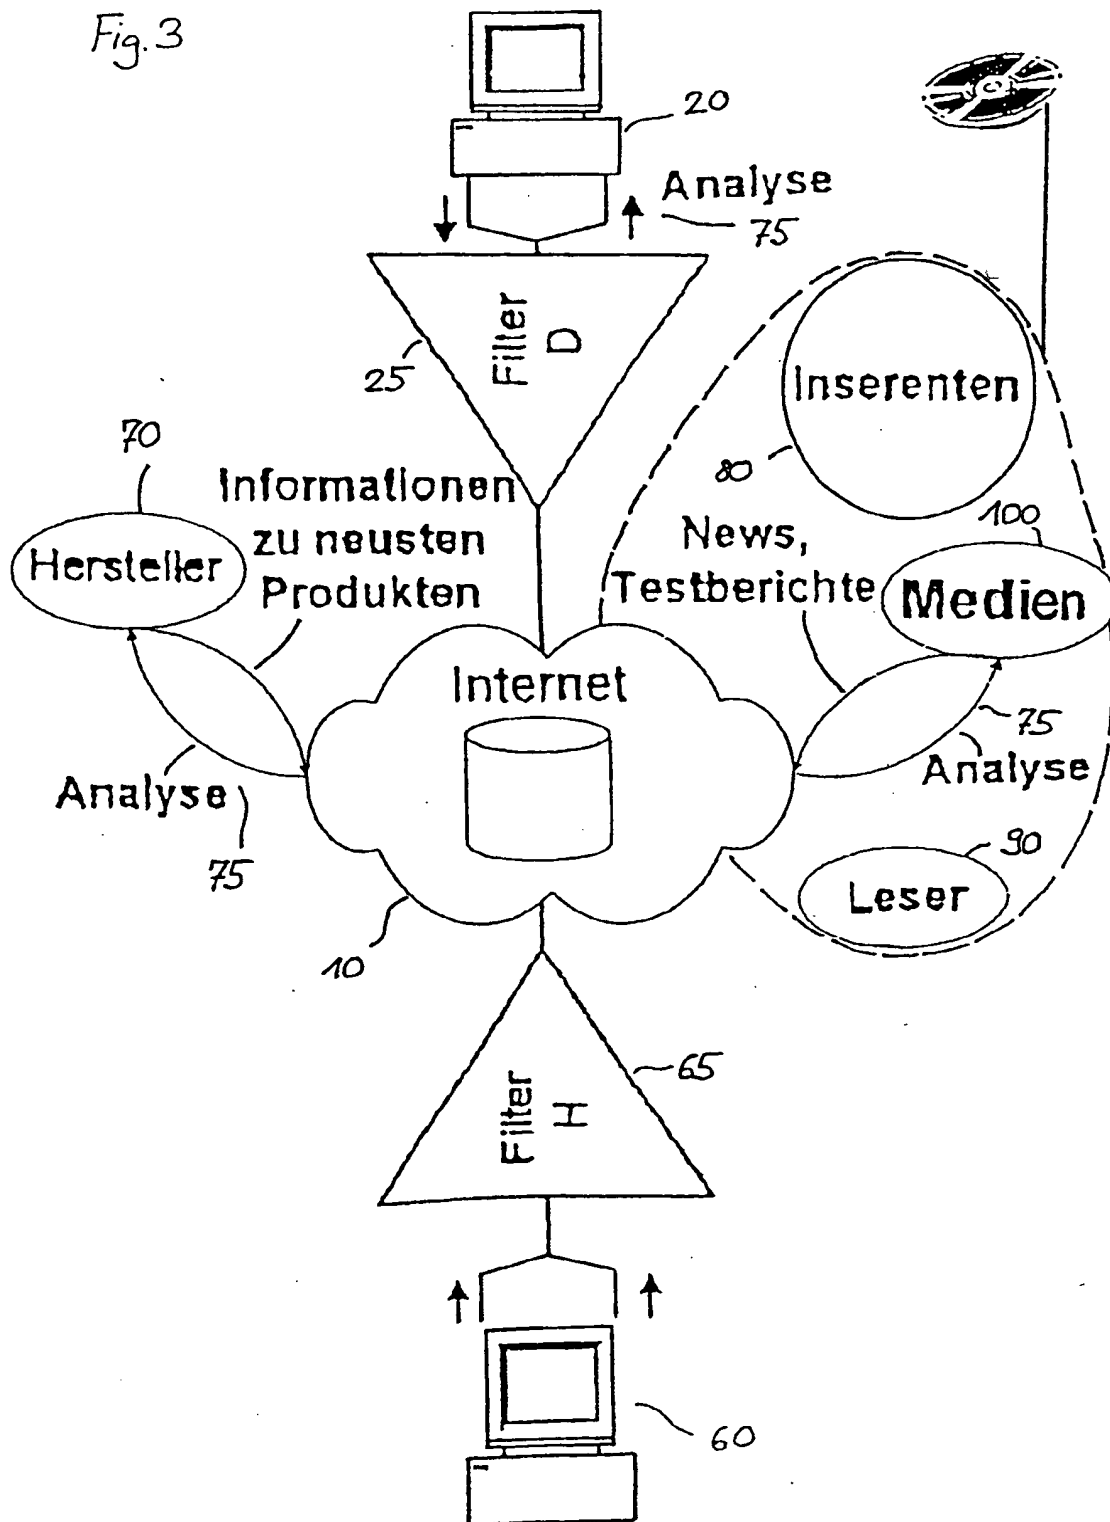 Fig. 3
20
Analyse
75
Filter
D
25
Inserenten
80
70
Hersteller
Informationen
zu neusten
Produkten
News,
Testberichte
100
Medien
Internet
75
Analyse
Analyse
75
90
Leser
10
65
Filter
H
60